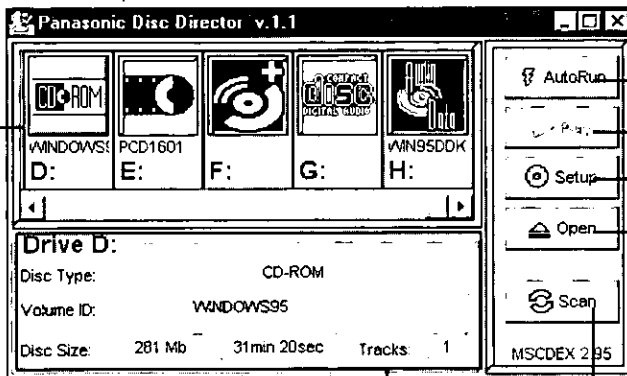 Panasonic Disc Director v.1.1
CD-ROM
COMPACT
DISC
DIGITAL AUDIO
Audio
Data
WINDOWS9
PCD1601
WIN95DDK
D:
E:
F:
G:
H:
AutoRun
Play
Setup
Open
Scan
MSCDEX 2.95
Drive D:
Disc Type: CD-ROM
Volume ID: WINDOWS95
Disc Size: 281 Mb 31min 20sec Tracks: 1